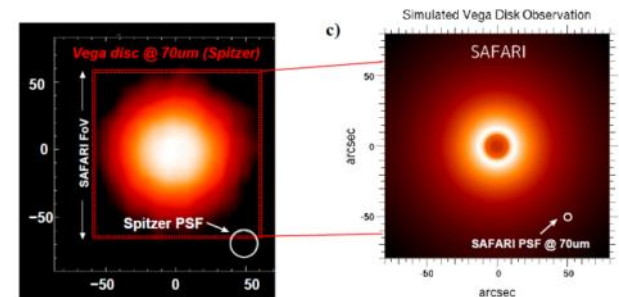 Vega disc @ 70um (Spitzer)
50
0
−50
SAFARI FoV
Spitzer PSF
−50
0
50
c)
Simulated Vega Disk Observation
SAFARI
50
0
-50
arcsec
SAFARI PSF @ 70um
-50
0
50
arcsec